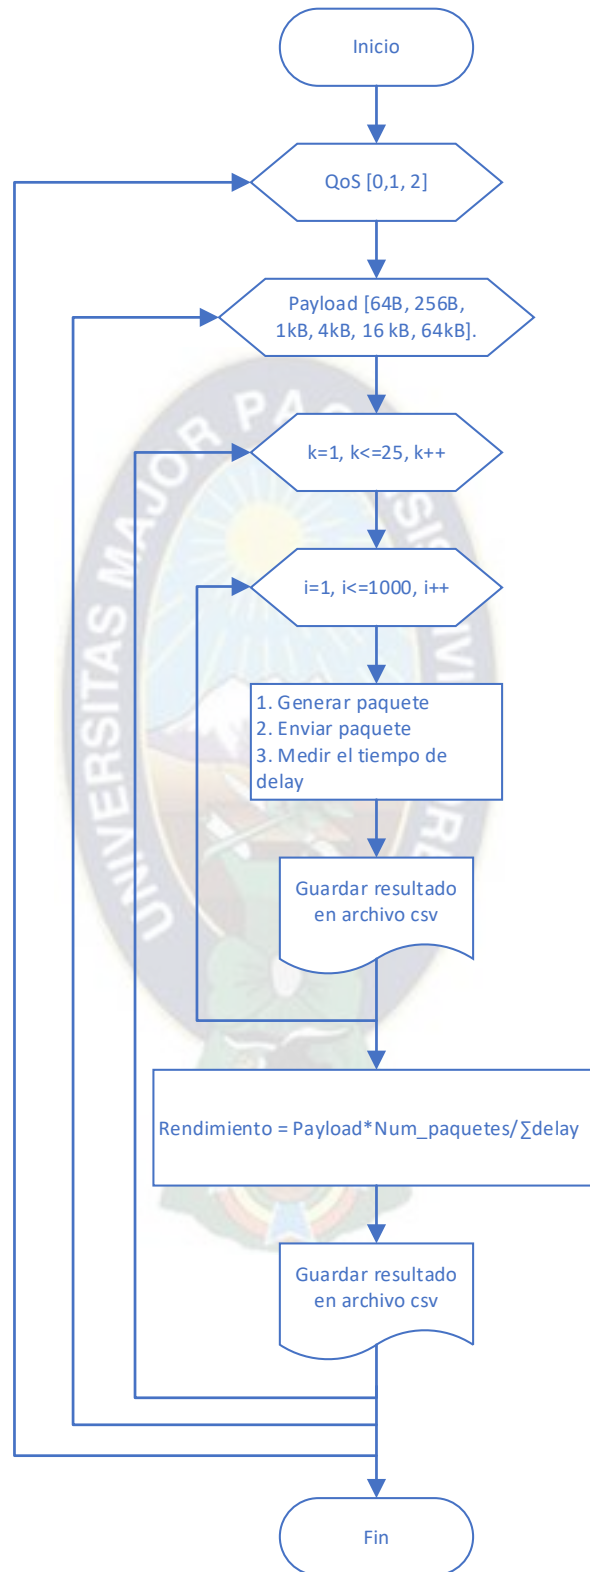 Inicio
QoS [0,1, 2]
Payload [64B, 256B,
1kB, 4kB, 16 kB, 64kB].
k=1, k<=25, k++
i=1, i<=1000, i++
1. Generar paquete
2. Enviar paquete
3. Medir el tiempo de
delay
Guardar resultado
en archivo csv
Rendimiento = Payload*Num_paquetes/∑delay
Guardar resultado
en archivo csv
Fin
UNIVERSITAS MAJOR